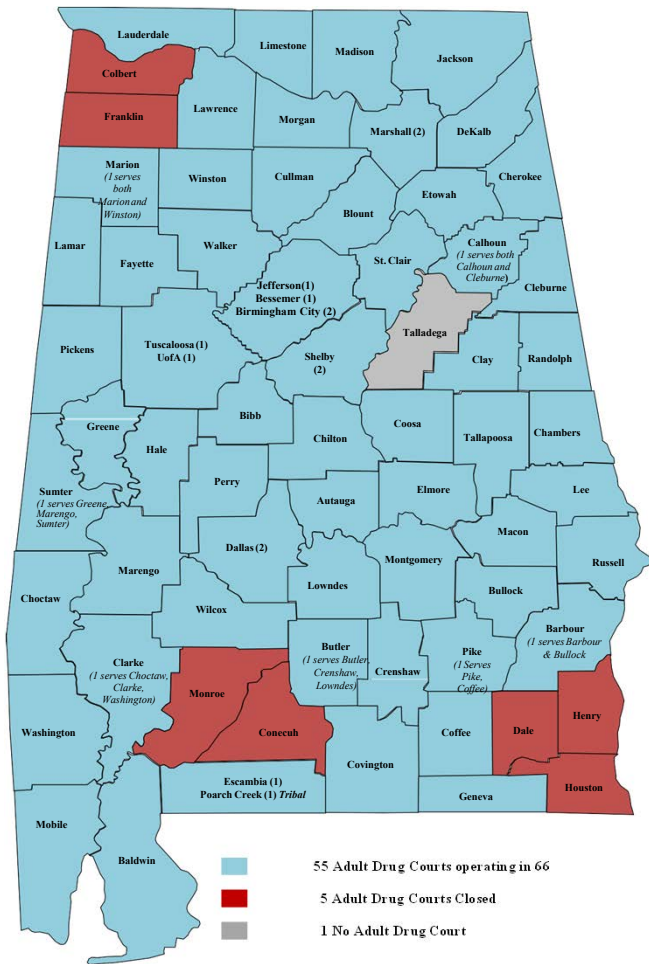 Lauderdale
Limestone
Madison
Jackson
Colbert
Franklin
Lawrence
Morgan
Marshall (2)
DeKalb
Cherokee
Marion
(1 serves
both
Marion and
Winston)
Winston
Cullman
Etowah
Blount
Lamar
Fayette
Walker
St. Clair
Calhoun
(1 serves both
Calhoun and
Cleburne)
Cleburne
Jefferson(1)
Bessemer (1)
Birmingham City (2)
Talladega
Pickens
Tuscaloosa (1)
UofA (1)
Shelby
(2)
Clay
Randolph
Greene
Hale
Bibb
Chilton
Coosa
Tallapoosa
Chambers
Sumter
(1 serves Greene,
Marengo,
Sumter)
Perry
Autauga
Elmore
Lee
Macon
Russell
Marengo
Dallas (2)
Lowndes
Montgomery
Bullock
Choctaw
Wilcox
Clarke
(1 serves Choctaw,
Clarke,
Washington)
Butler
(1 serves Butler,
Crenshaw,
Lowndes)
Crenshaw
Pike
(1 Serves
Pike,
Coffee)
Barbour
(1 serves Barbour
& Bullock
Monroe
Conecuh
Washington
Covington
Coffee
Dale
Henry
Houston
Geneva
Escambia (1)
Poarch Creek (1) Tribal
Mobile
Baldwin
55 Adult Drug Courts operating in 66
5 Adult Drug Courts Closed
1 No Adult Drug Court